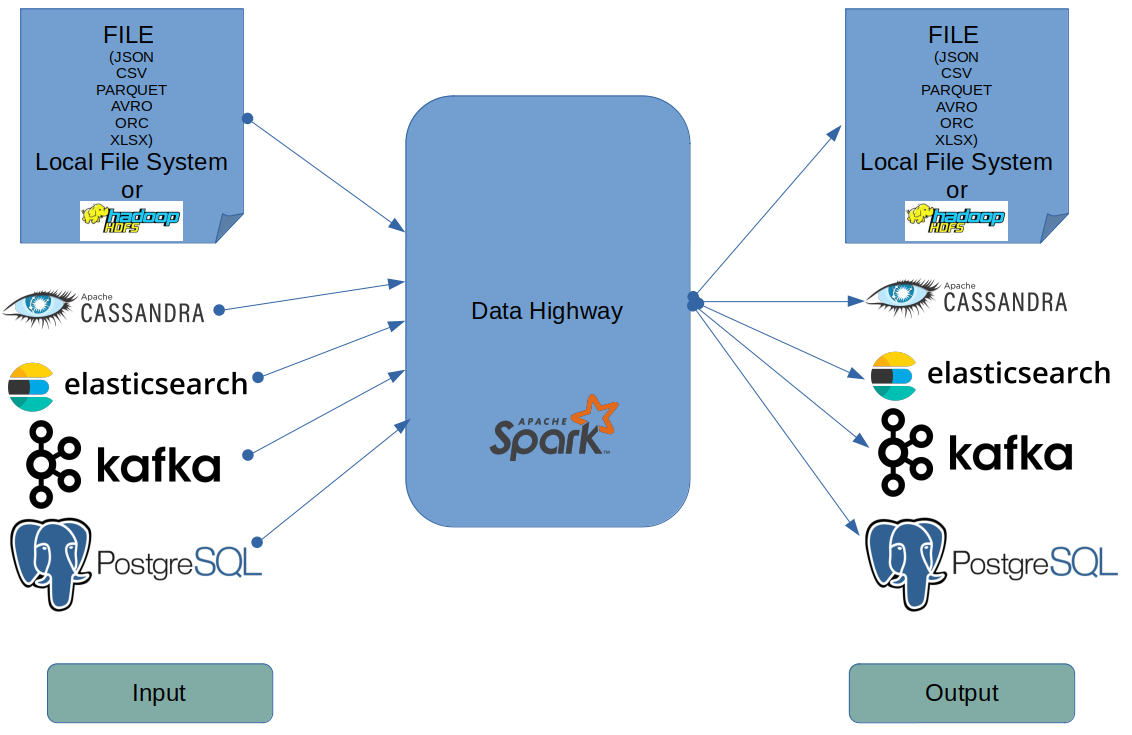 FILE
(JSON
CSV
PARQUET
AVRO
ORC
XLSX)
Local File System
or
hadoop
HDFS
Apache
CASSANDRA
elasticsearch
kafka
PostgreSQL
Input
Data Highway
APACHE
Spark™
FILE
(JSON
CSV
PARQUET
AVRO
ORC
XLSX)
Local File System
or
hadoop
HDFS
Apache
CASSANDRA
elasticsearch
kafka
PostgreSQL
Output